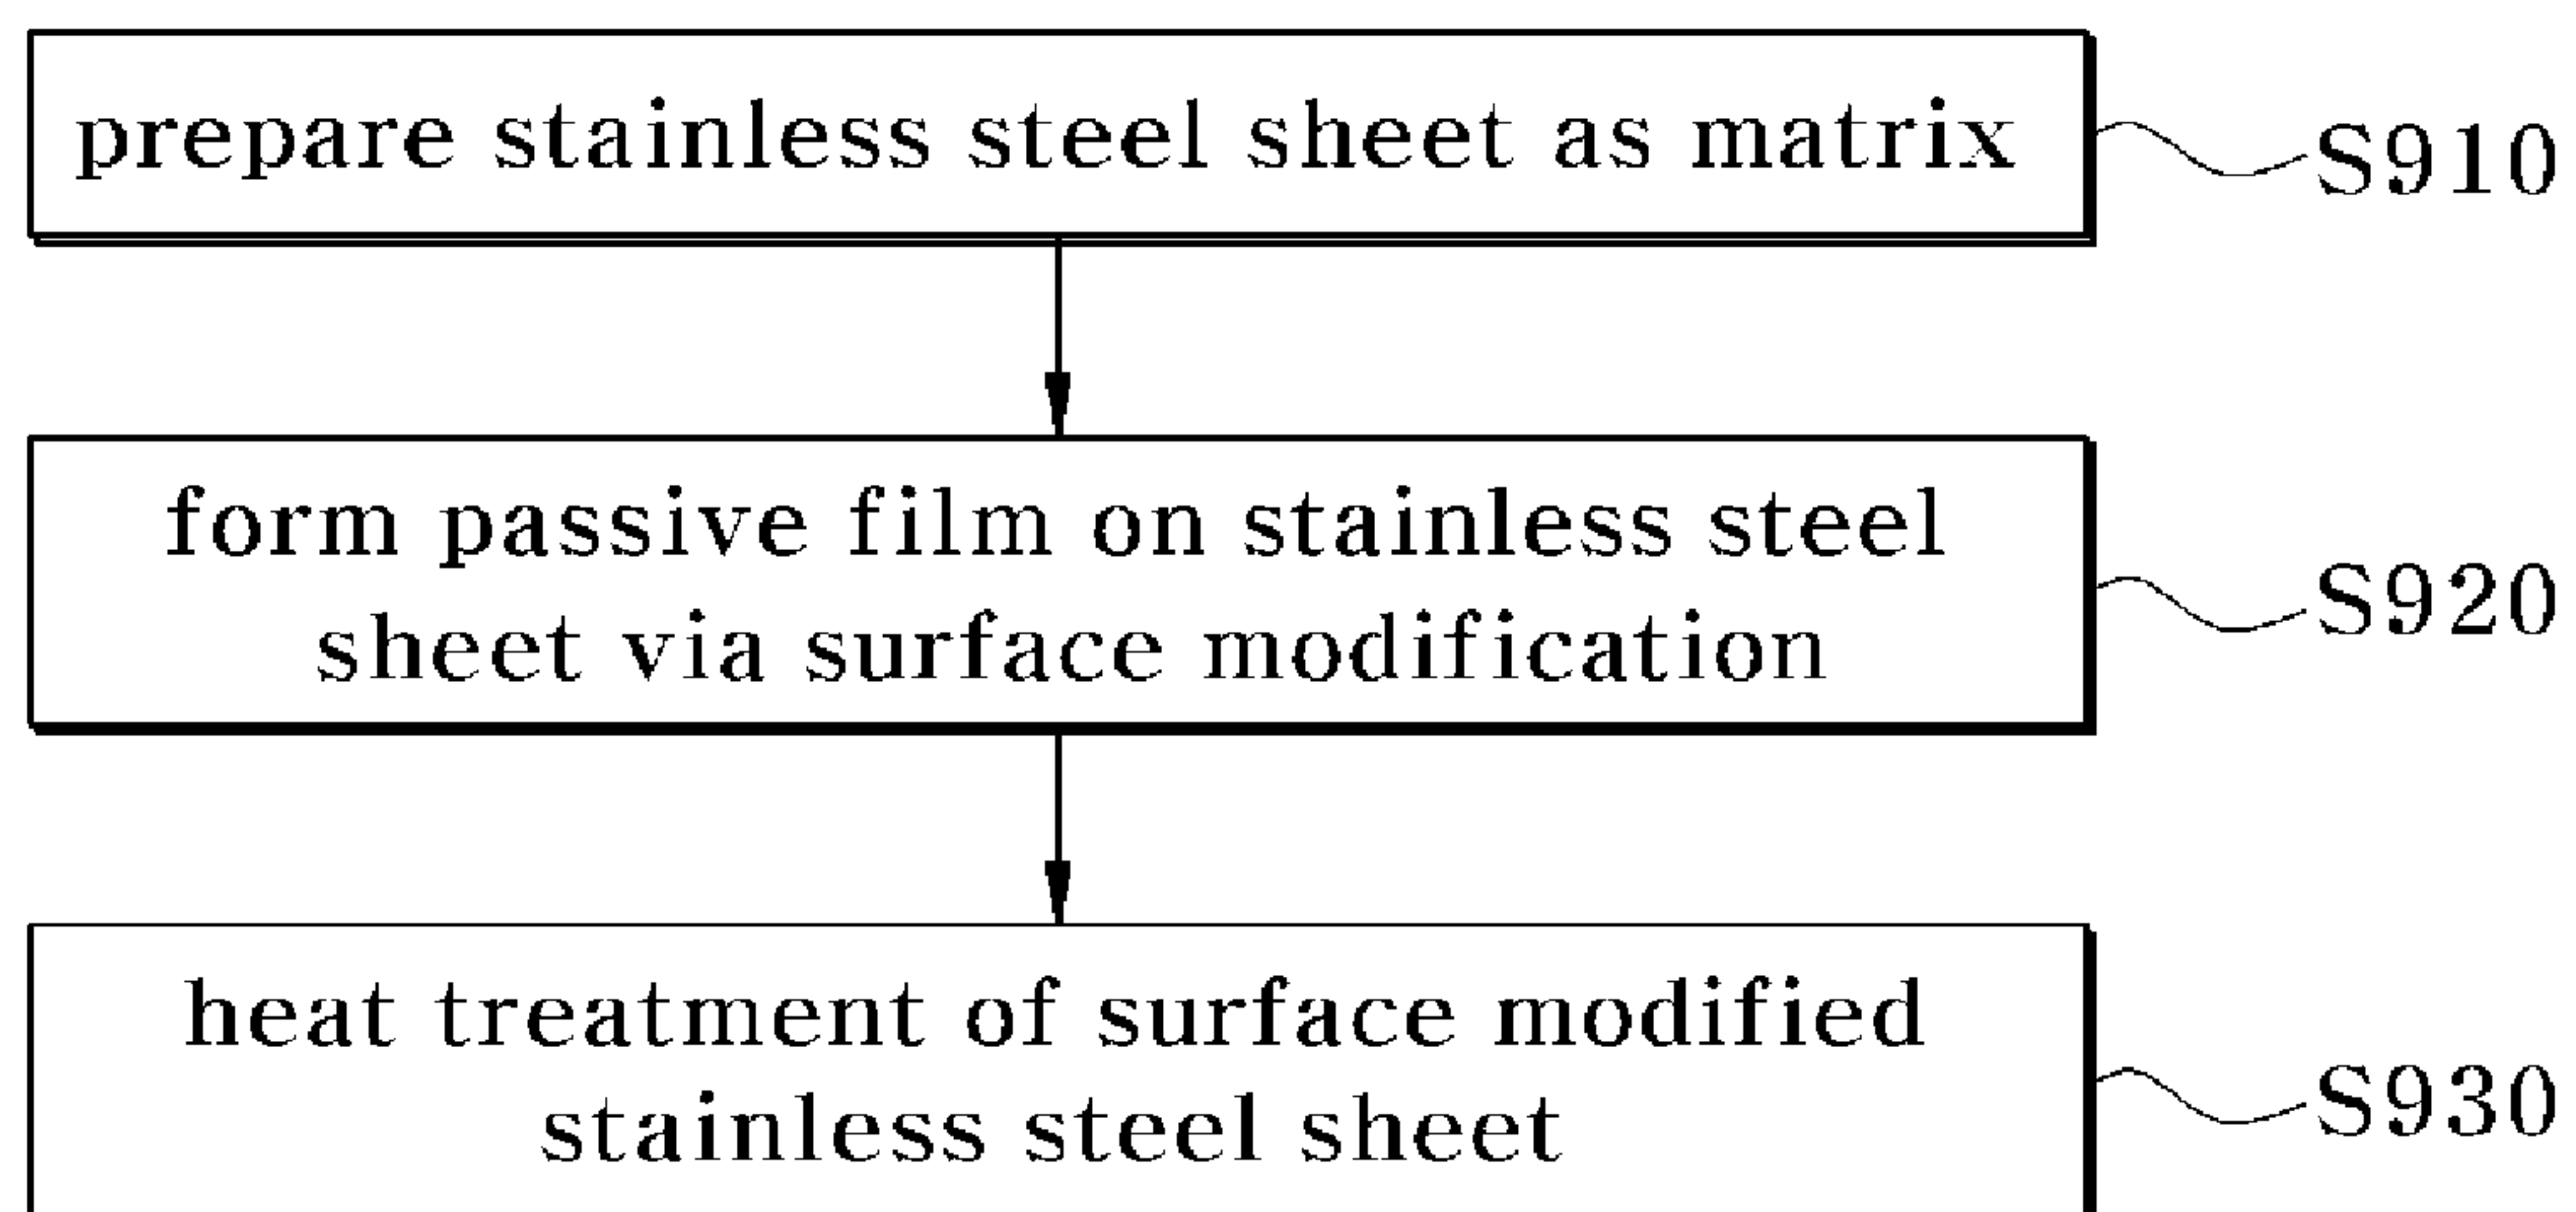 prepare stainless steel sheet as matrix
S910
form passive film on stainless steel
sheet via surface modification
S920
heat treatment of surface modified
stainless steel sheet
S930